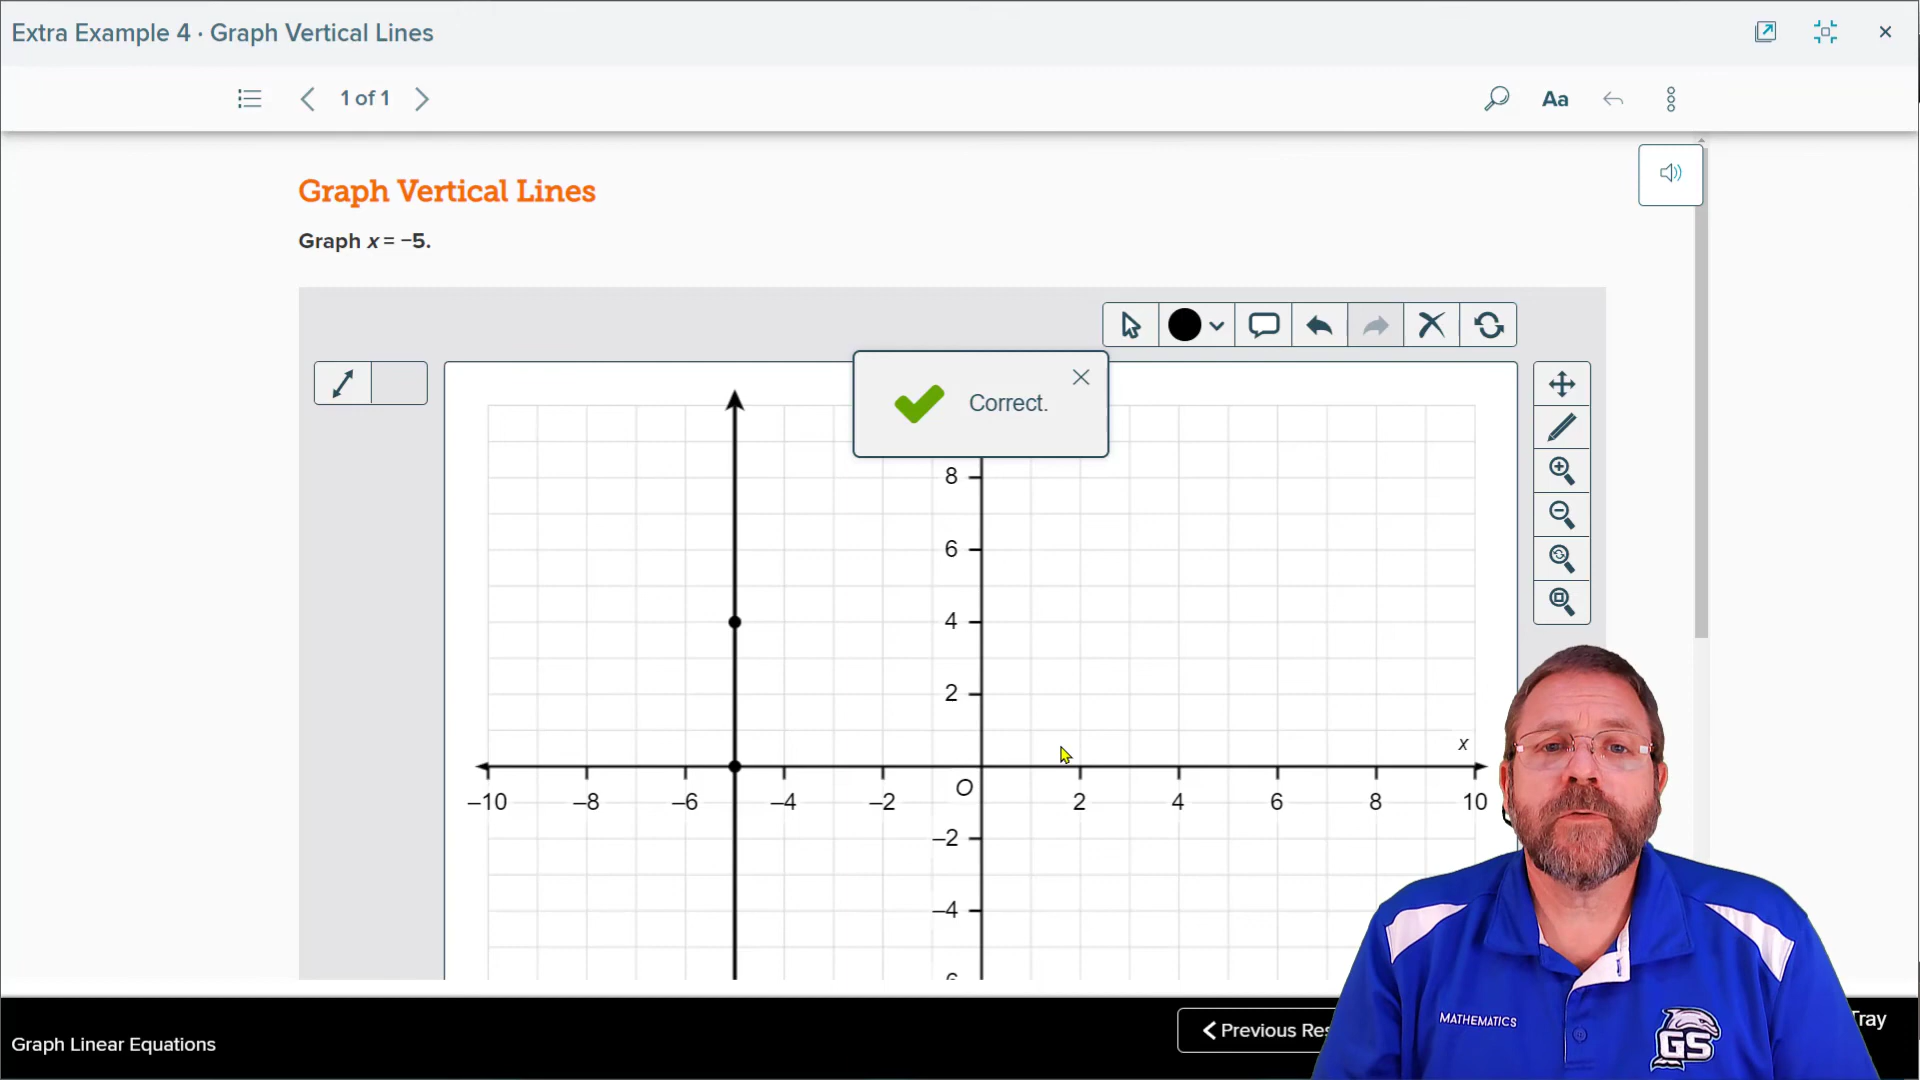 Extra Example 4 · Graph Vertical Lines
1 of 1
Aa
Graph Vertical Lines
Graph x = −5.
Correct.
8
6
4
2
x
O
–10 –8 –6 –4 –2 2 4 6 8 10
–2
–4
Graph Linear Equations
Previous Res
Tray
MATHEMATICS
GS